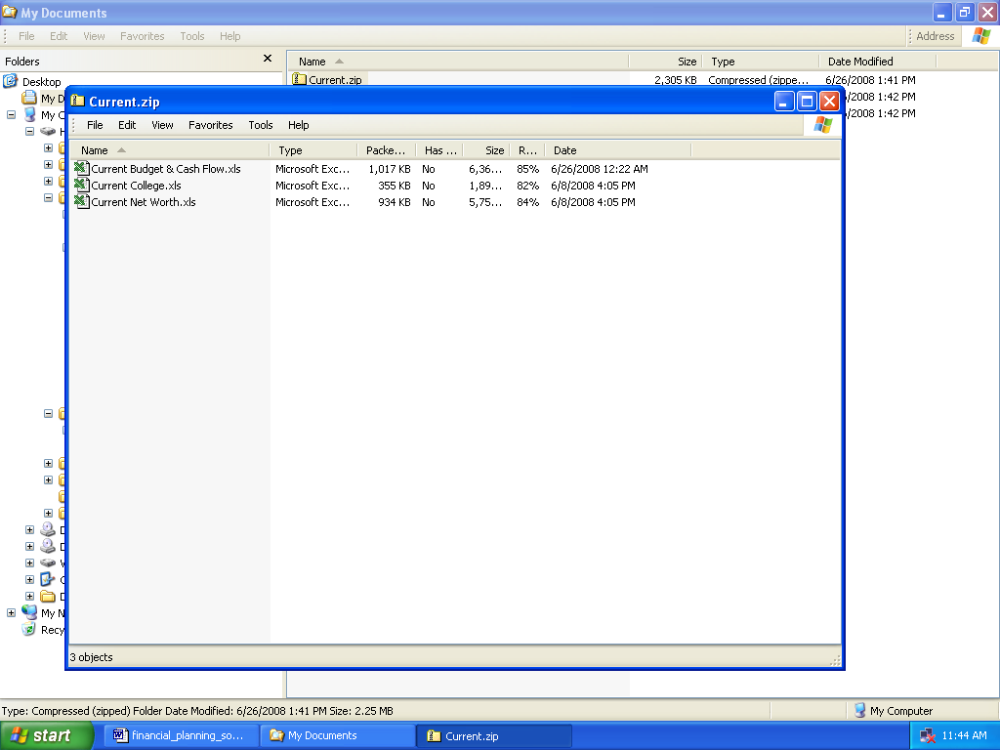 My Documents
File Edit View Favorites Tools Help Address
Folders
Name Size Type Date Modified
Desktop
Current.zip 2,305 KB Compressed (zippe... 6/26/2008 1:41 PM
My D
/2008 1:42 PM
My C
/2008 1:42 PM
Current.zip
File Edit View Favorites Tools Help
Name Type Packe... Has ... Size R... Date
Current Budget & Cash Flow.xls Microsoft Exc... 1,017 KB No 6,36... 85% 6/26/2008 12:22 AM
Current College.xls Microsoft Exc... 355 KB No 1,89... 82% 6/8/2008 4:05 PM
Current Net Worth.xls Microsoft Exc... 934 KB No 5,75... 84% 6/8/2008 4:05 PM
My N
Recy
3 objects
Type: Compressed (zipped) Folder Date Modified: 6/26/2008 1:41 PM Size: 2.25 MB My Computer
start financial_planning_so... My Documents Current.zip 11:44 AM